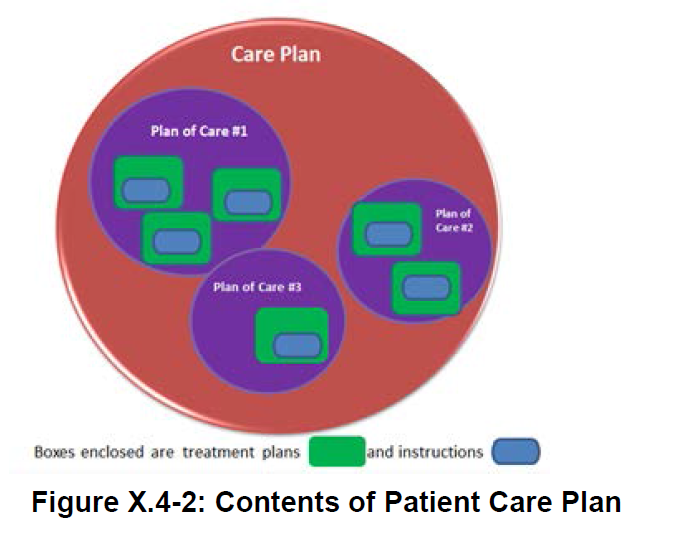 Care Plan
Plan of Care #1
Plan of
Care #2
Plan of Care #3
Boxes enclosed are treatment plans and instructions
Figure X.4-2: Contents of Patient Care Plan